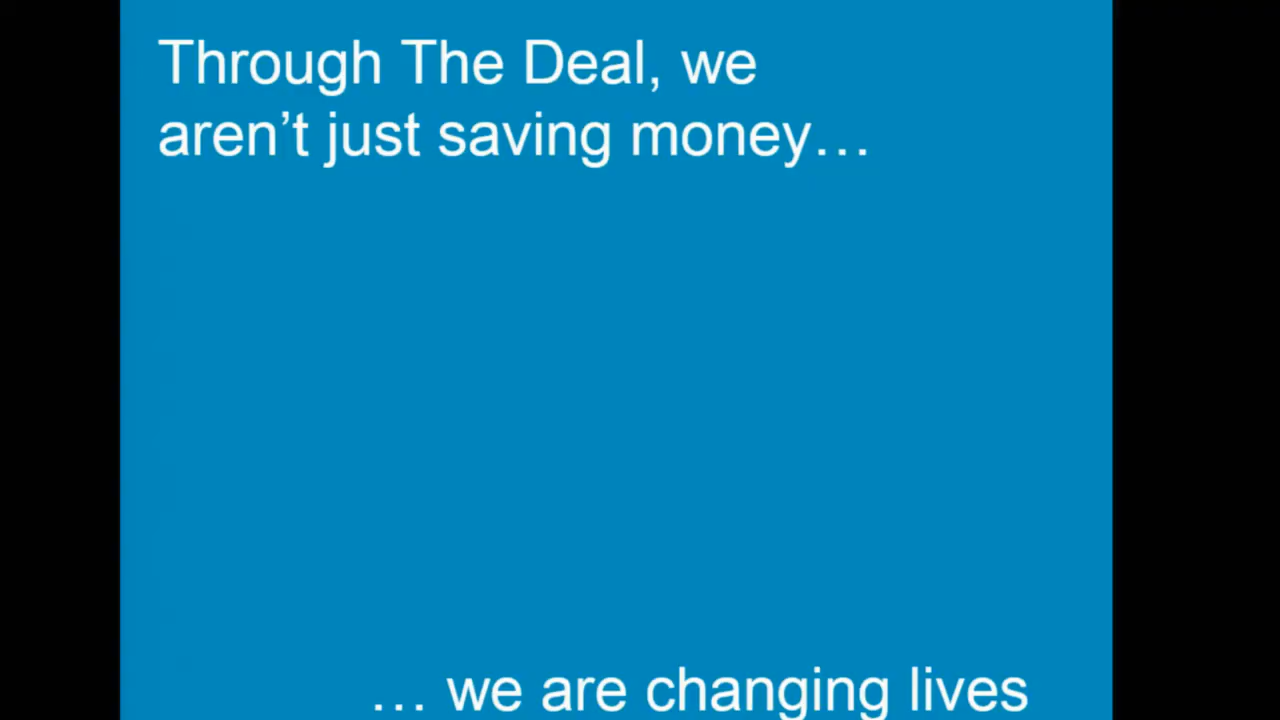 Through The Deal, we
aren’t just saving money…
… we are changing lives